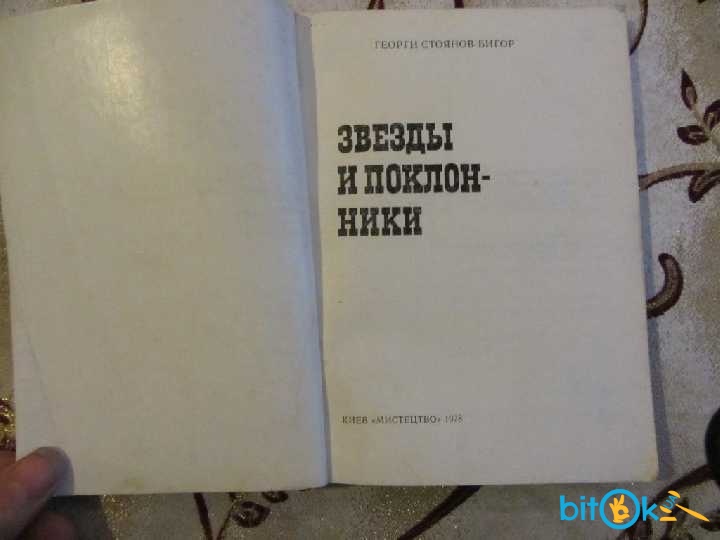 ГЕОРГИ СТОЯНОВ-БИГОР
ЗВЕЗДЫ
И ПОКЛОН-
НИКИ
КИЕВ «МИСТЕЦТВО» 1978
bitOk